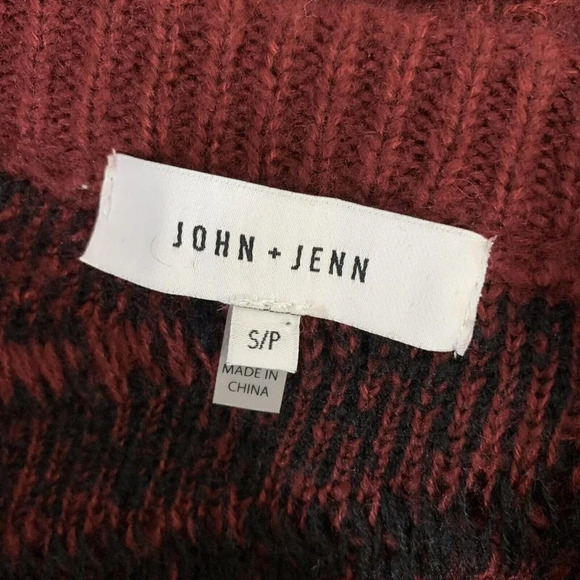 JOHN + JENN
S/P
MADE IN
CHINA